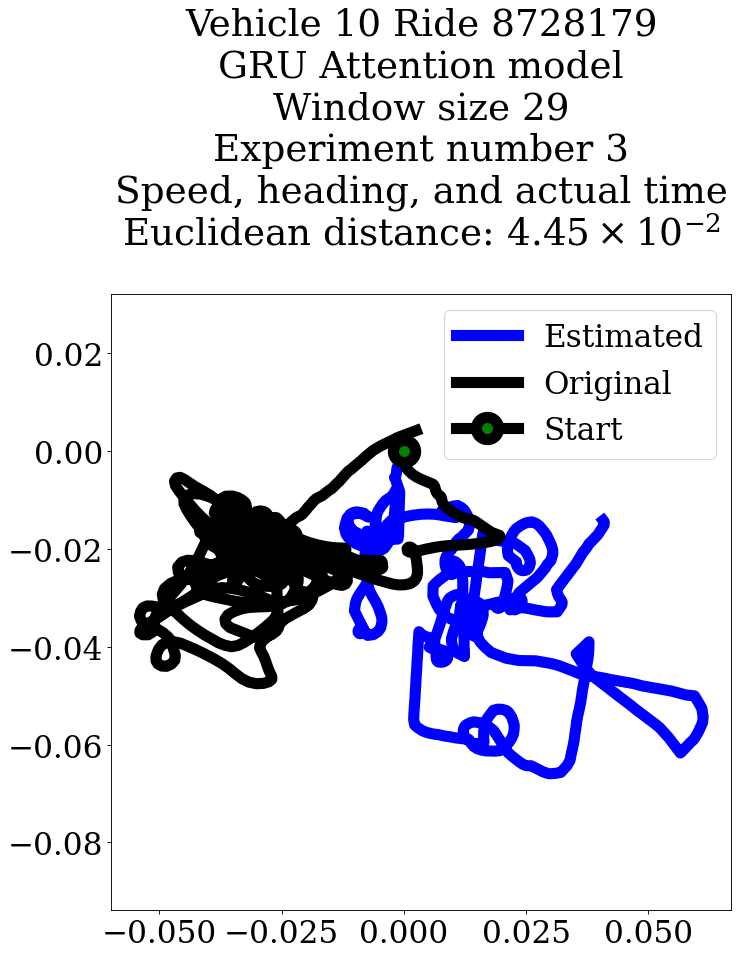 Vehicle 10 Ride 8728179
GRU Attention model
Window size 29
Experiment number 3
Speed, heading, and actual time
Euclidean distance: 4.45 × 10⁻²
Estimated
Original
Start
0.02
0.00
−0.02
−0.04
−0.06
−0.08
−0.050 −0.025 0.000 0.025 0.050